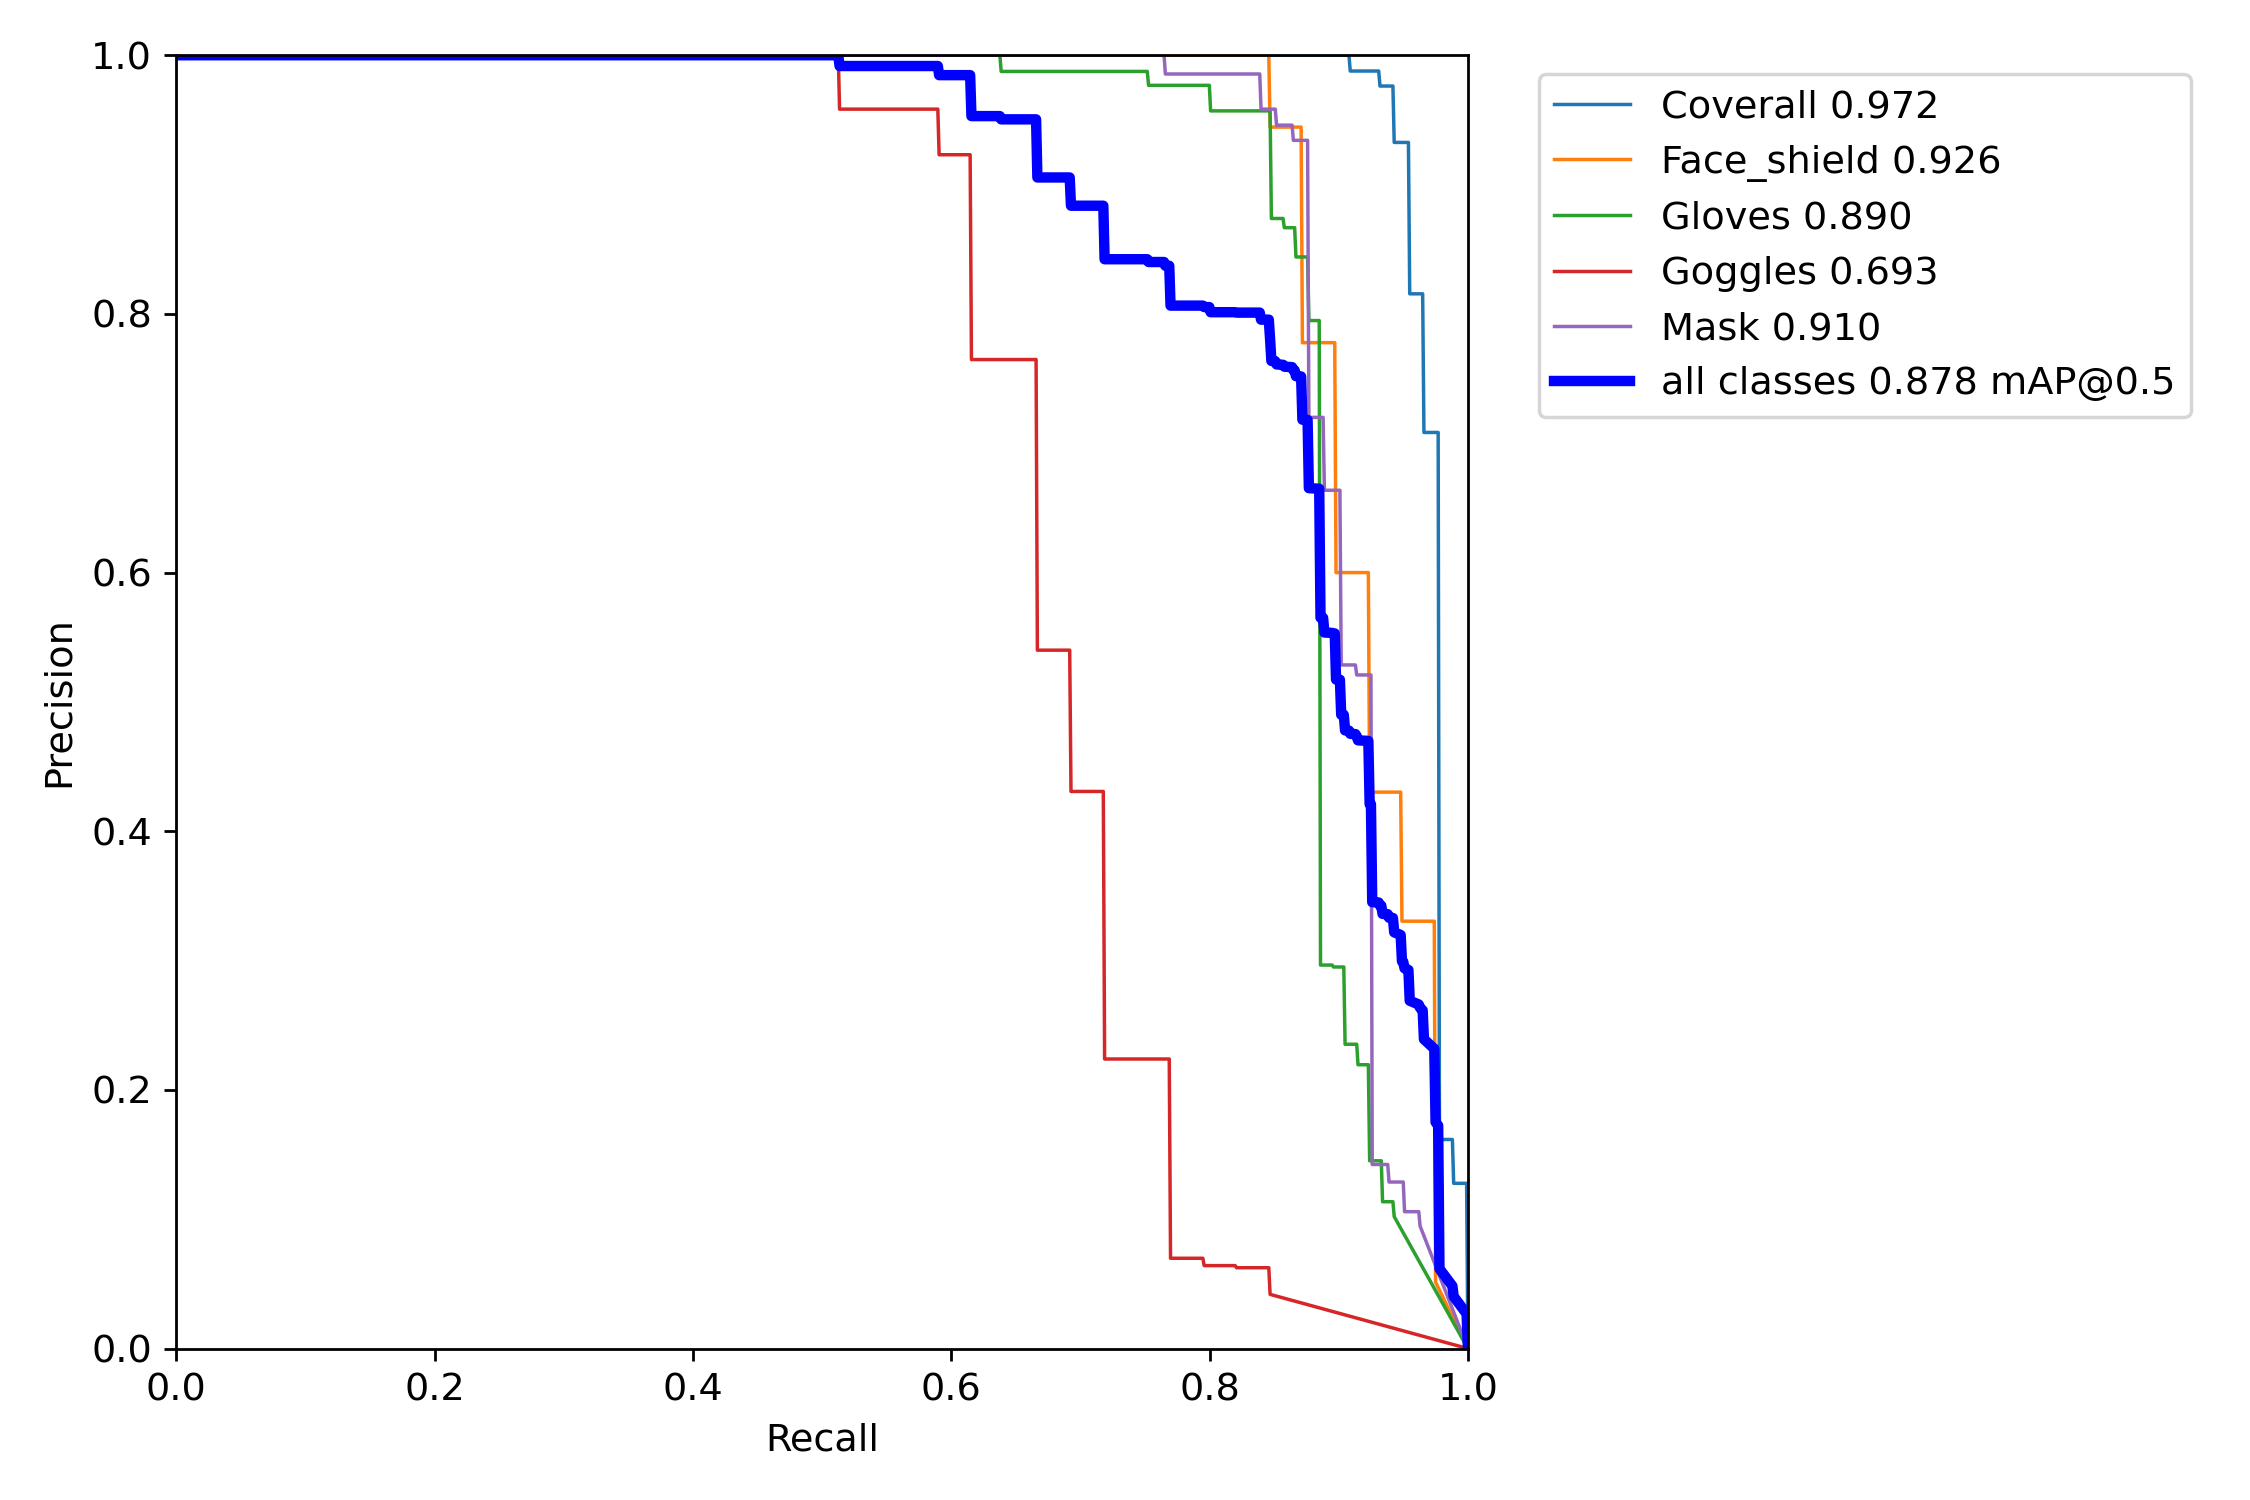 1.0
0.8
0.6
0.4
0.2
0.0
Precision
0.0 0.2 0.4 0.6 0.8 1.0
Recall
Coverall 0.972
Face_shield 0.926
Gloves 0.890
Goggles 0.693
Mask 0.910
all classes 0.878 mAP@0.5